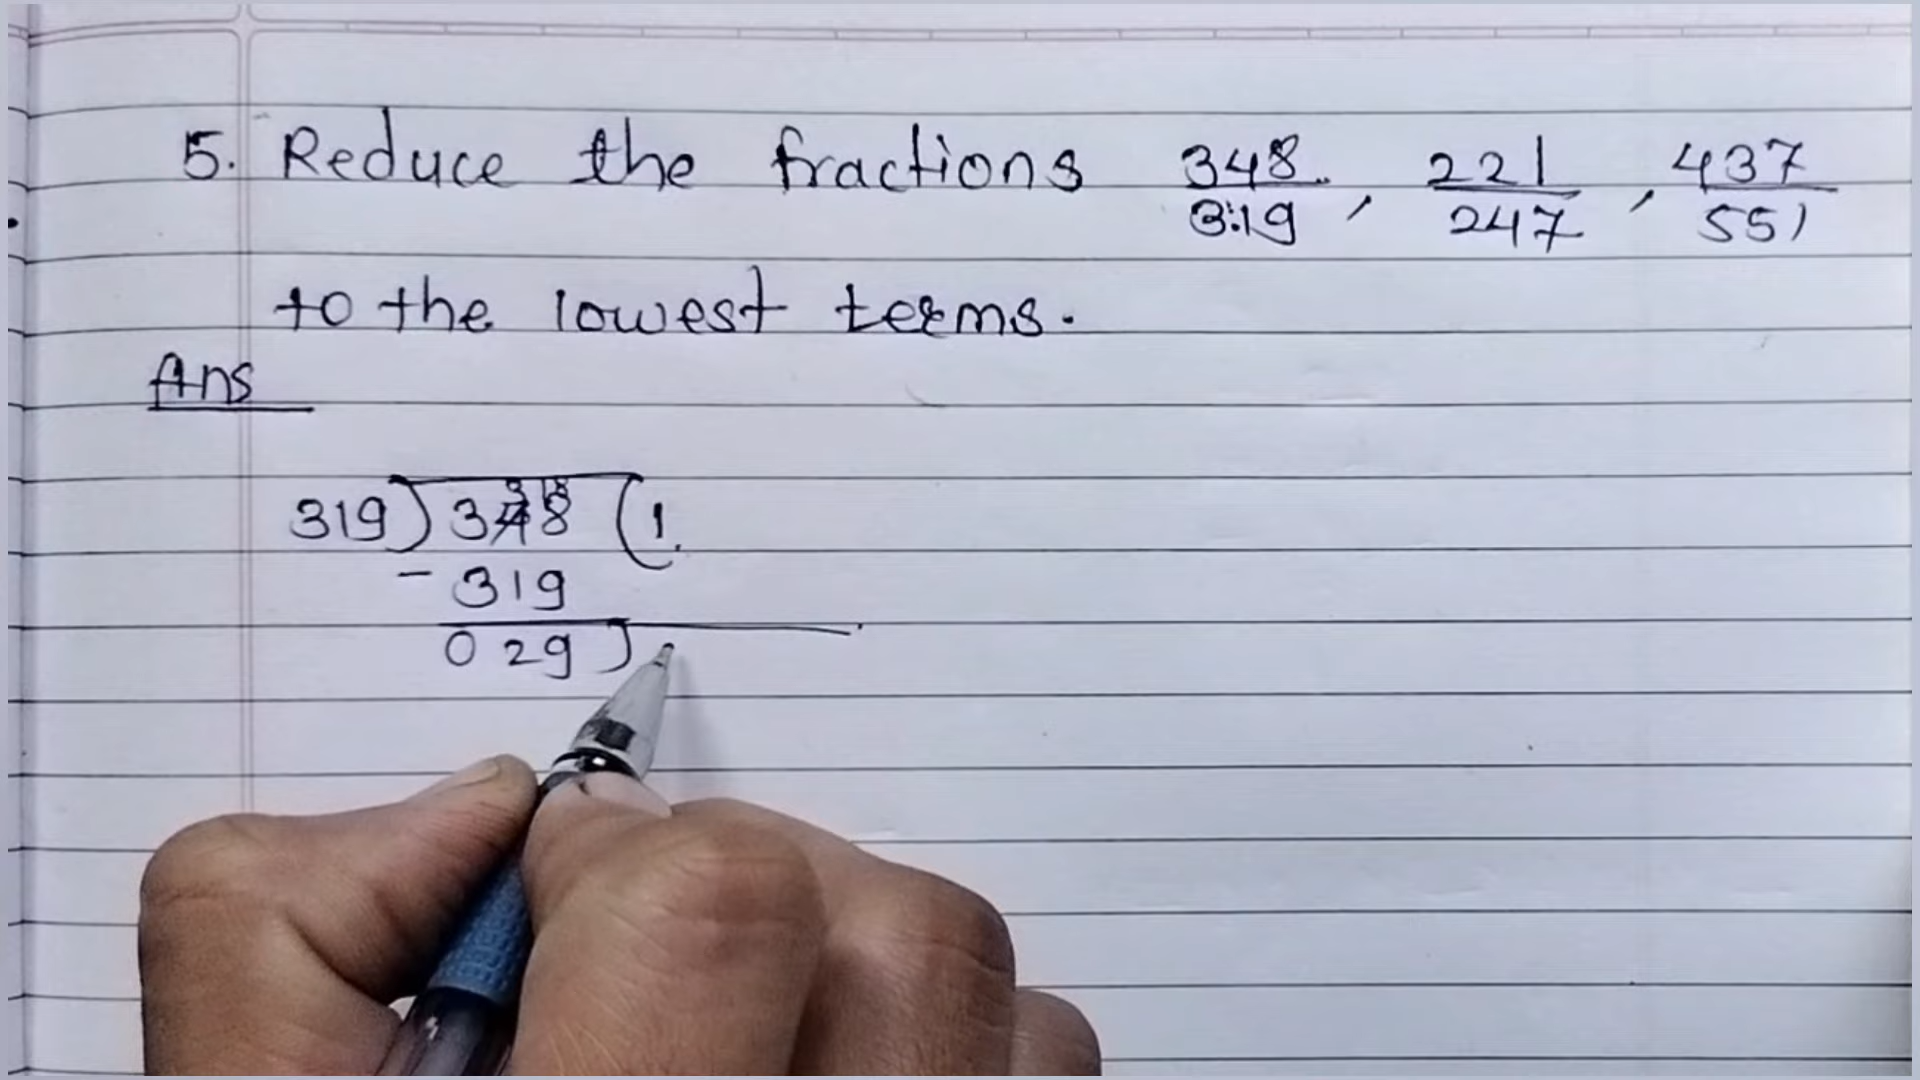 5. Reduce the fractions 348/319, 221/247, 437/551
to the lowest terms.
Ans
319) 348 (1
- 319
029)